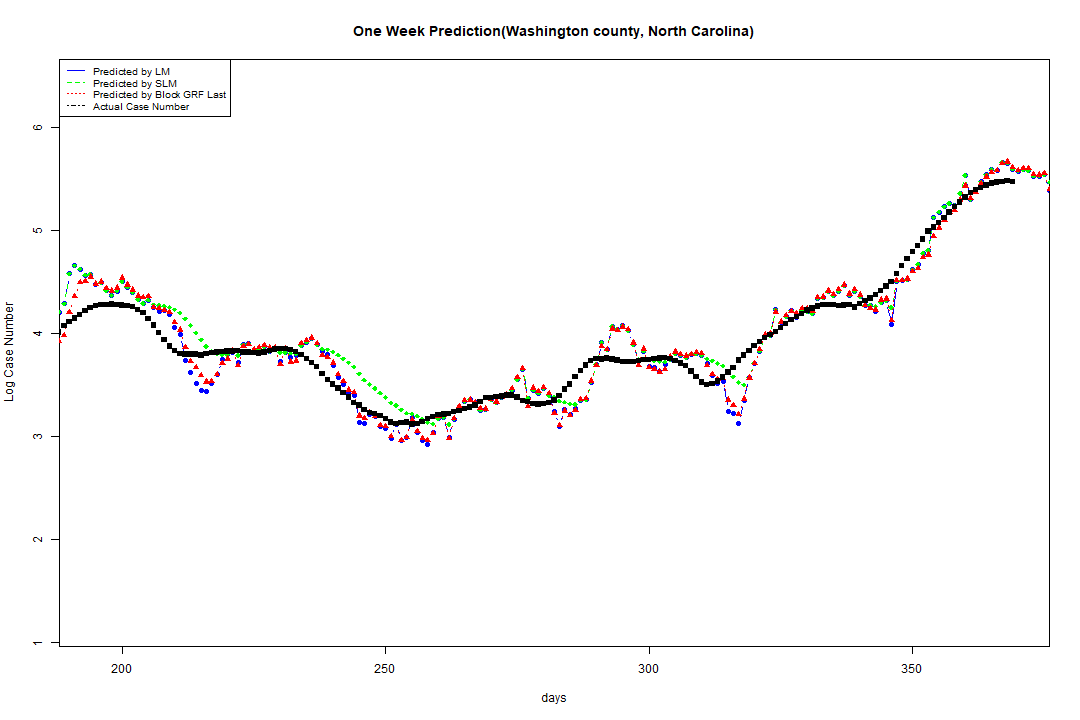 One Week Prediction(Washington county, North Carolina)
Predicted by LM
Predicted by SLM
Predicted by Block GRF Last
Actual Case Number
Log Case Number
6
5
4
3
2
1
200
250
300
350
days